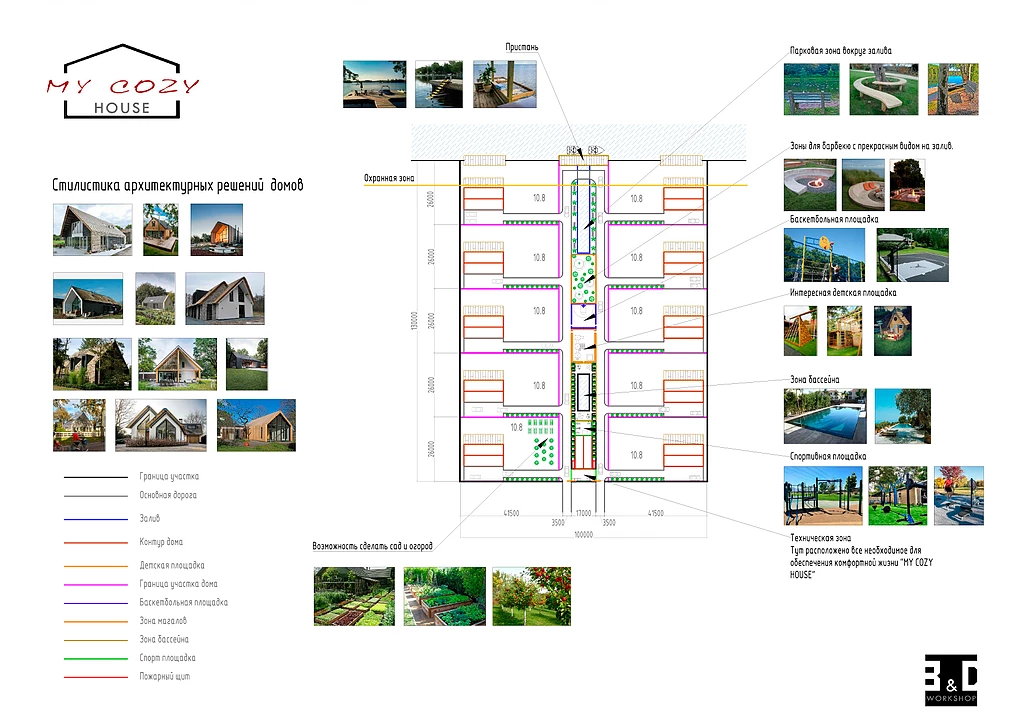 MY COZY
HOUSE
Стилистика архитектурных решений домов
Граница участка
Основная дорога
Залив
Контур дома
Детская площадка
Граница участка дома
Баскетбольная площадка
Зона магалов
Зона бассейна
Спорт площадка
Пожарный щит
Пристань
Охранная зона
26000
26000
26000
26000
26000
130000
10.8
10.8
10.8
10.8
10.8
10.8
10.8
10.8
10.8
10.8
41500
3500
17000
3500
41500
100000
Возможность сделать сад и огород
Парковая зона вокруг залива
Зоны для барбекю с прекрасным видом на залив.
Баскетбольная площадка
Интересная детская площадка
Зона бассейна
Спортивная площадка
Техническая зона
Тут расположено все необходимое для
обеспечения комфортной жизни "MY COZY
HOUSE"
B&D
WORKSHOP